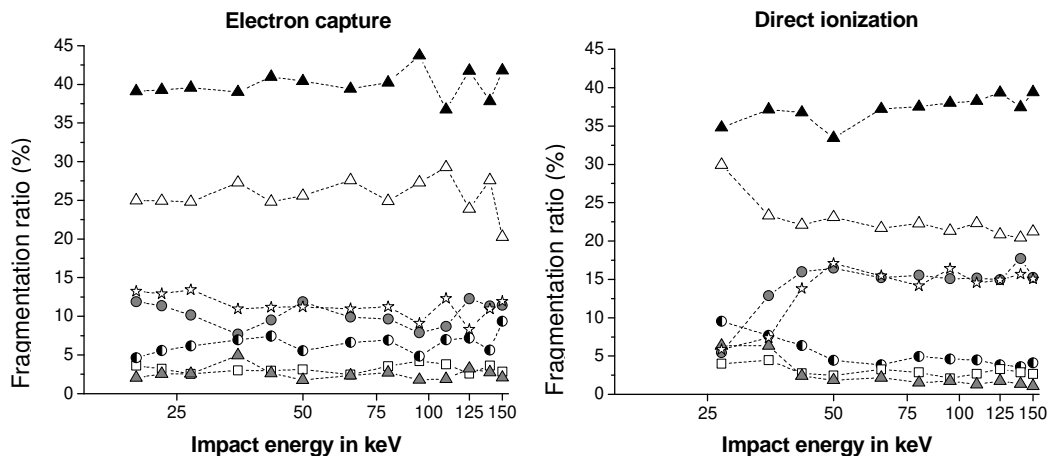 Electron capture
45
40
35
30
25
20
15
10
5
0
Fragmentation ratio (%)
25 50 75 100 125 150
Impact energy in keV
Direct ionization
45
40
35
30
25
20
15
10
5
0
Fragmentation ratio (%)
25 50 75 100 125 150
Impact energy in keV